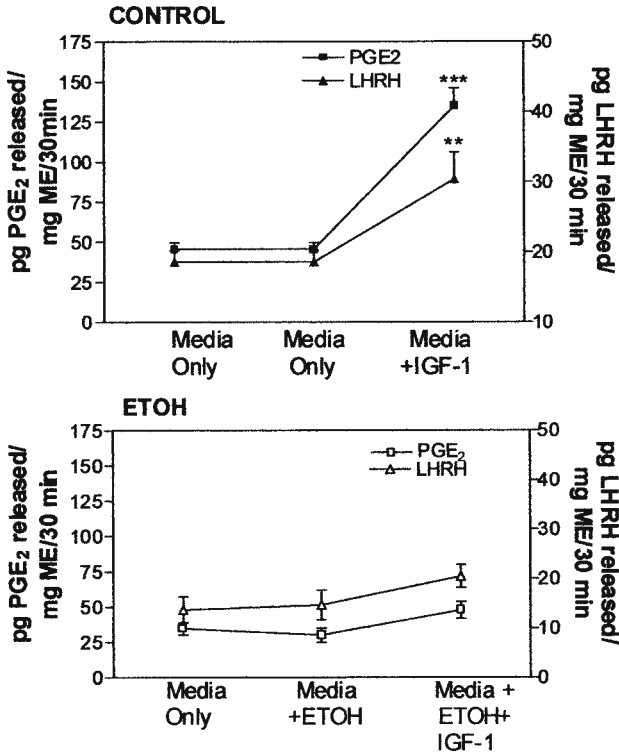 CONTROL
pg PGE2 released/
mg ME/30min
175
150
125
100
75
50
25
0
PGE2
LHRH
***
**
50
40
30
20
10
pg LHRH released/
mg ME/30 min
Media
Only
Media
Only
Media
+IGF-1
ETOH
pg PGE2 released/
mg ME/30 min
175
150
125
100
75
50
25
0
PGE2
LHRH
50
40
30
20
10
0
pg LHRH released/
mg ME/30 min
Media
Only
Media
+ETOH
Media +
ETOH+
IGF-1